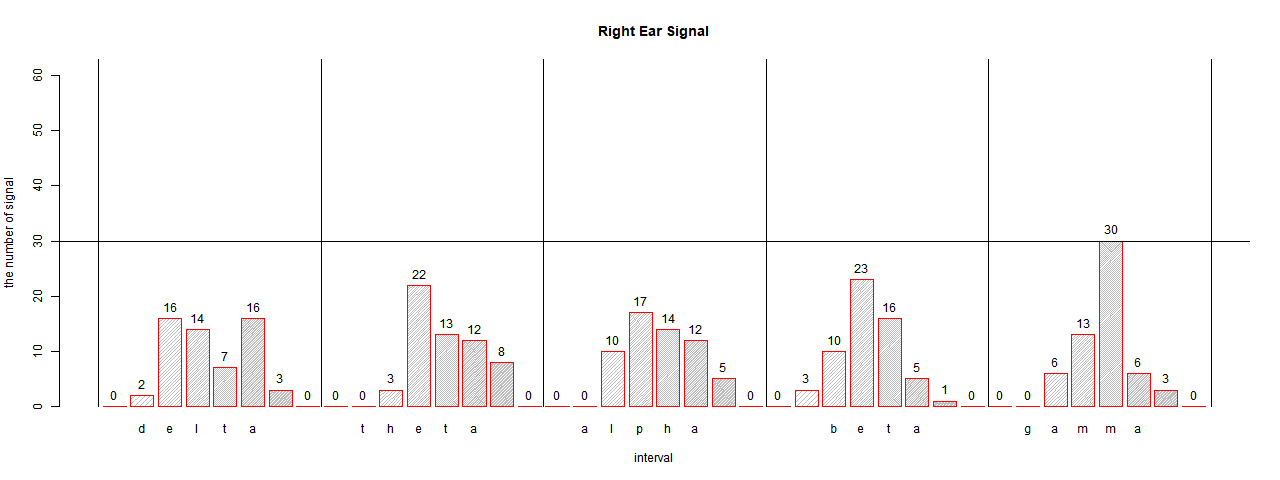 Right Ear Signal
the number of signal
60
50
40
30
20
10
0
0 2 16 14 7 16 3 0
0 0 3 22 13 12 8 0
0 0 10 17 14 12 5 0
0 3 10 23 16 5 1 0
0 0 6 13 30 6 3 0
d e l t a t h e t a a l p h a b e t a g a m m a
interval